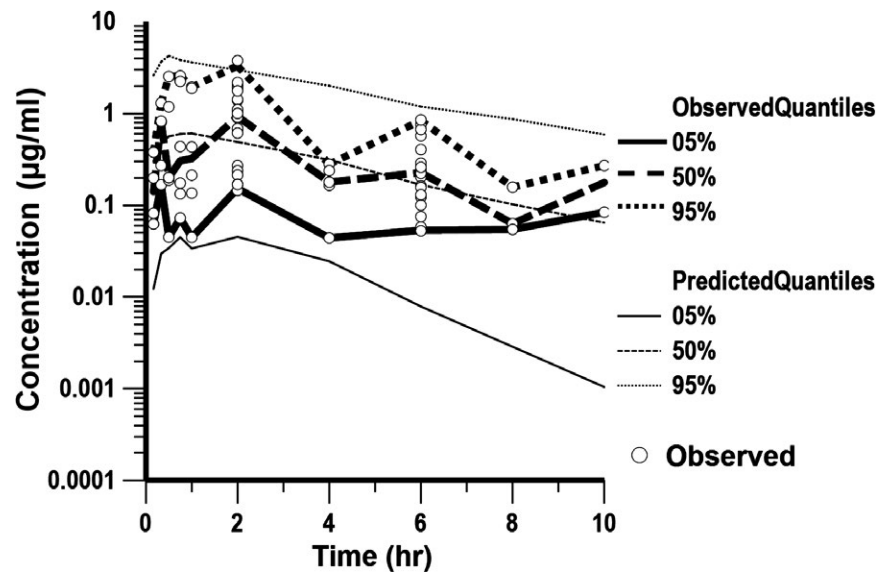 10
1
0.1
0.01
0.001
0.0001
Concentration (µg/ml)
0 2 4 6 8 10
Time (hr)
ObservedQuantiles
05%
50%
95%
PredictedQuantiles
05%
50%
95%
Observed